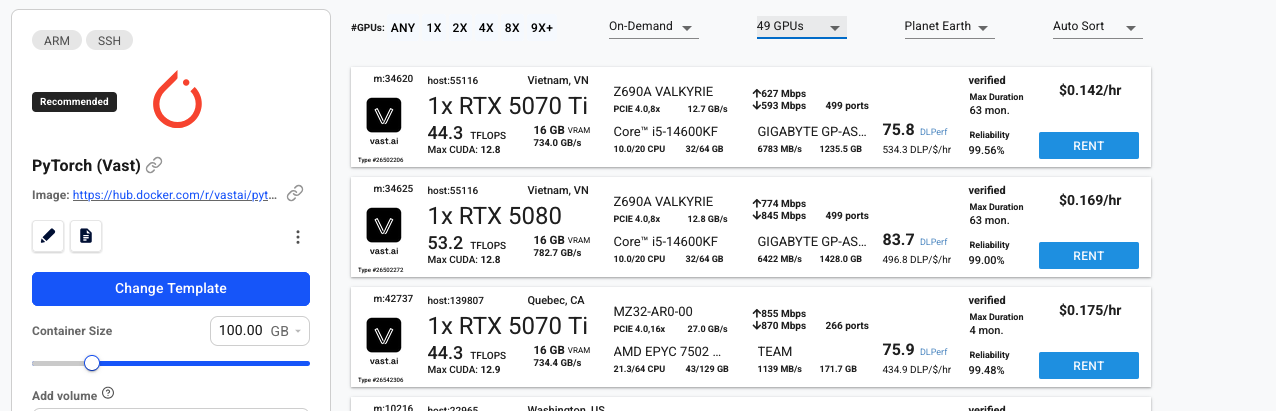 ARM SSH
Recommended
PyTorch (Vast)
Image: https://hub.docker.com/r/vastai/pyt...
Change Template
Container Size 100.00 GB
Add volume ?
#GPUs: ANY 1X 2X 4X 8X 9X+ On-Demand 49 GPUs Planet Earth Auto Sort
m:34620 host:55116 Vietnam, VN verified
1x RTX 5070 Ti Z690A VALKYRIE ↑627 Mbps Max Duration $0.142/hr
PCIE 4.0,8x 12.7 GB/s ↓593 Mbps 499 ports 63 mon.
vast.ai 44.3 TFLOPS 16 GB VRAM Core™ i5-14600KF GIGABYTE GP-AS... 75.8 DLPerf Reliability RENT
Max CUDA: 12.8 734.0 GB/s 10.0/20 CPU 32/64 GB 6783 MB/s 1235.5 GB 534.3 DLP/$/hr 99.56%
Type #26502206
m:34625 host:55116 Vietnam, VN verified
1x RTX 5080 Z690A VALKYRIE ↑774 Mbps Max Duration $0.169/hr
PCIE 4.0,8x 12.8 GB/s ↓845 Mbps 499 ports 63 mon.
vast.ai 53.2 TFLOPS 16 GB VRAM Core™ i5-14600KF GIGABYTE GP-AS... 83.7 DLPerf Reliability RENT
Max CUDA: 12.8 782.7 GB/s 10.0/20 CPU 32/64 GB 6422 MB/s 1428.0 GB 496.8 DLP/$/hr 99.00%
Type #26502272
m:42737 host:139807 Quebec, CA verified
1x RTX 5070 Ti MZ32-AR0-00 ↑855 Mbps Max Duration $0.175/hr
PCIE 4.0,16x 27.0 GB/s ↓870 Mbps 266 ports 4 mon.
vast.ai 44.3 TFLOPS 16 GB VRAM AMD EPYC 7502 ... TEAM 75.9 DLPerf Reliability RENT
Max CUDA: 12.9 734.4 GB/s 21.3/64 CPU 43/129 GB 1139 MB/s 171.7 GB 434.9 DLP/$/hr 99.48%
Type #26542306
m:10216 host:22965 Washington, US verified